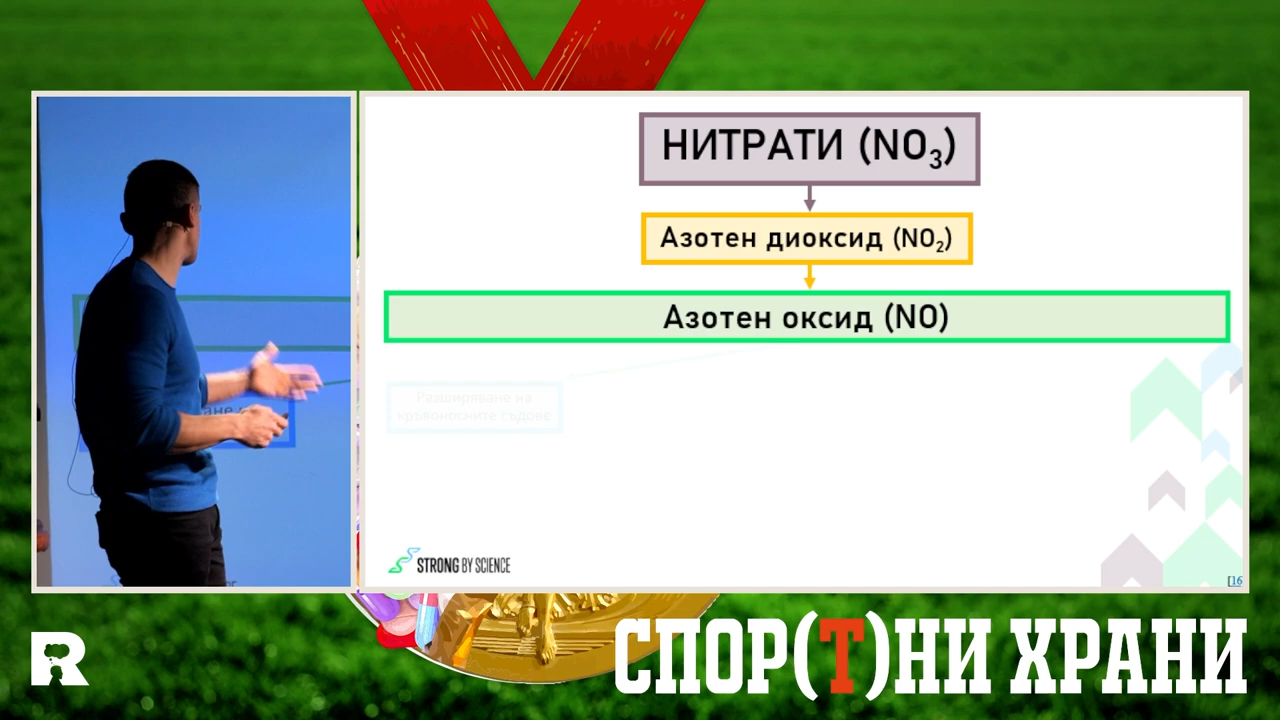 НИТРАТИ (NO3)
Азотен диоксид (NO2)
Азотен оксид (NO)
Разширяване на
кръвоносните съдове
STRONG BY SCIENCE
[16
R
СПОР(Т)НИ ХРАНИ